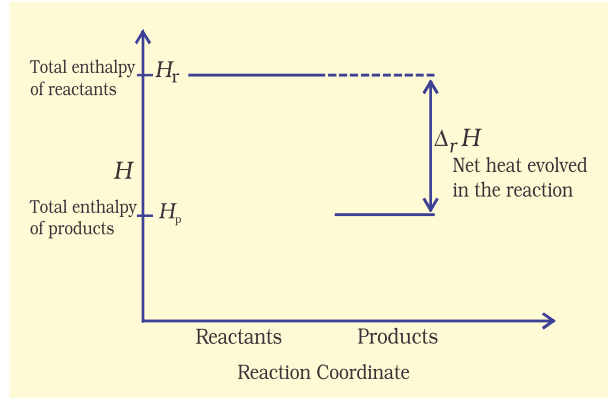 Total enthalpy
of reactants
Hr
ΔrH
Net heat evolved
in the reaction
H
Total enthalpy
of products
Hp
Reactants
Products
Reaction Coordinate